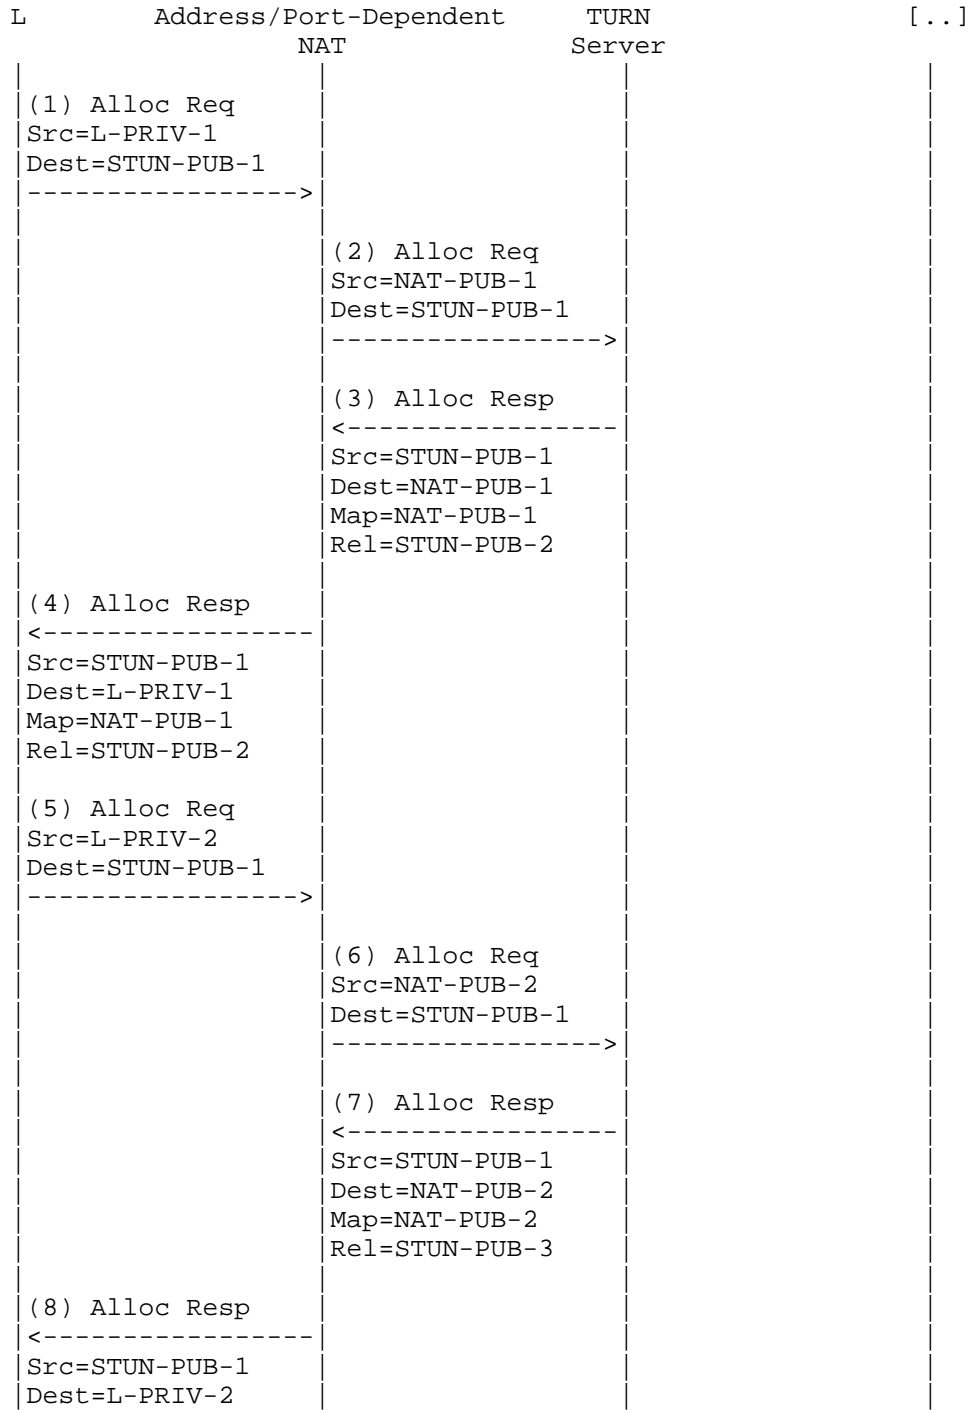 L        Address/Port-Dependent     TURN                [..]
                  NAT              Server
|                  |                  |                  |
|(1) Alloc Req     |                  |                  |
|Src=L-PRIV-1      |                  |                  |
|Dest=STUN-PUB-1   |                  |                  |
|----------------->|                  |                  |
|                  |                  |                  |
|                  |(2) Alloc Req     |                  |
|                  |Src=NAT-PUB-1     |                  |
|                  |Dest=STUN-PUB-1   |                  |
|                  |----------------->|                  |
|                  |                  |                  |
|                  |(3) Alloc Resp    |                  |
|                  |<-----------------|                  |
|                  |Src=STUN-PUB-1    |                  |
|                  |Dest=NAT-PUB-1    |                  |
|                  |Map=NAT-PUB-1     |                  |
|                  |Rel=STUN-PUB-2    |                  |
|                  |                  |                  |
|(4) Alloc Resp    |                  |                  |
|<-----------------|                  |                  |
|Src=STUN-PUB-1    |                  |                  |
|Dest=L-PRIV-1     |                  |                  |
|Map=NAT-PUB-1     |                  |                  |
|Rel=STUN-PUB-2    |                  |                  |
|                  |                  |                  |
|(5) Alloc Req     |                  |                  |
|Src=L-PRIV-2      |                  |                  |
|Dest=STUN-PUB-1   |                  |                  |
|----------------->|                  |                  |
|                  |                  |                  |
|                  |(6) Alloc Req     |                  |
|                  |Src=NAT-PUB-2     |                  |
|                  |Dest=STUN-PUB-1   |                  |
|                  |----------------->|                  |
|                  |                  |                  |
|                  |(7) Alloc Resp    |                  |
|                  |<-----------------|                  |
|                  |Src=STUN-PUB-1    |                  |
|                  |Dest=NAT-PUB-2    |                  |
|                  |Map=NAT-PUB-2     |                  |
|                  |Rel=STUN-PUB-3    |                  |
|                  |                  |                  |
|(8) Alloc Resp    |                  |                  |
|<-----------------|                  |                  |
|Src=STUN-PUB-1    |                  |                  |
|Dest=L-PRIV-2     |                  |                  |